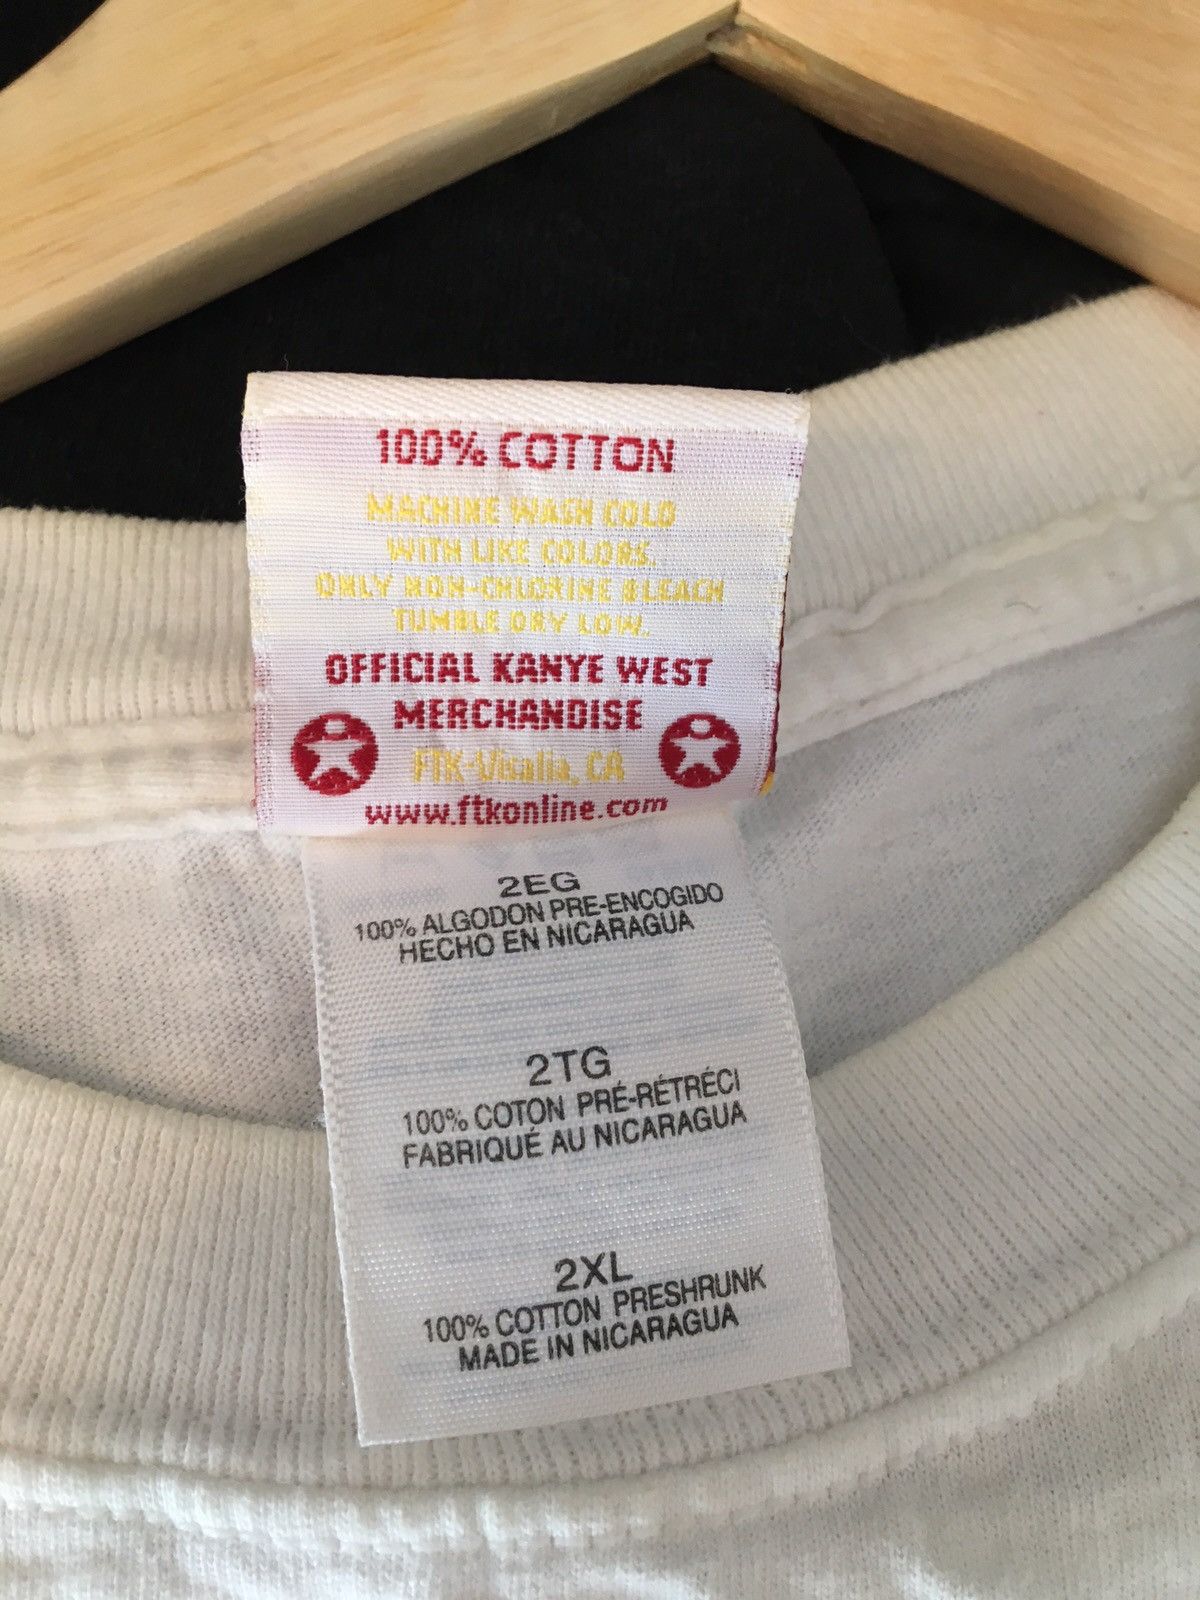 100% COTTON
MACHINE WASH COLD
WITH LIKE COLORS.
ONLY NON-CHLORINE BLEACH
TUMBLE DRY LOW.
OFFICIAL KANYE WEST
MERCHANDISE
FTK-Visalia, CA
www.ftkonline.com
2EG
100% ALGODON PRE-ENCOGIDO
HECHO EN NICARAGUA
2TG
100% COTON PRÉ-RÉTRÉCI
FABRIQUÉ AU NICARAGUA
2XL
100% COTTON PRESHRUNK
MADE IN NICARAGUA